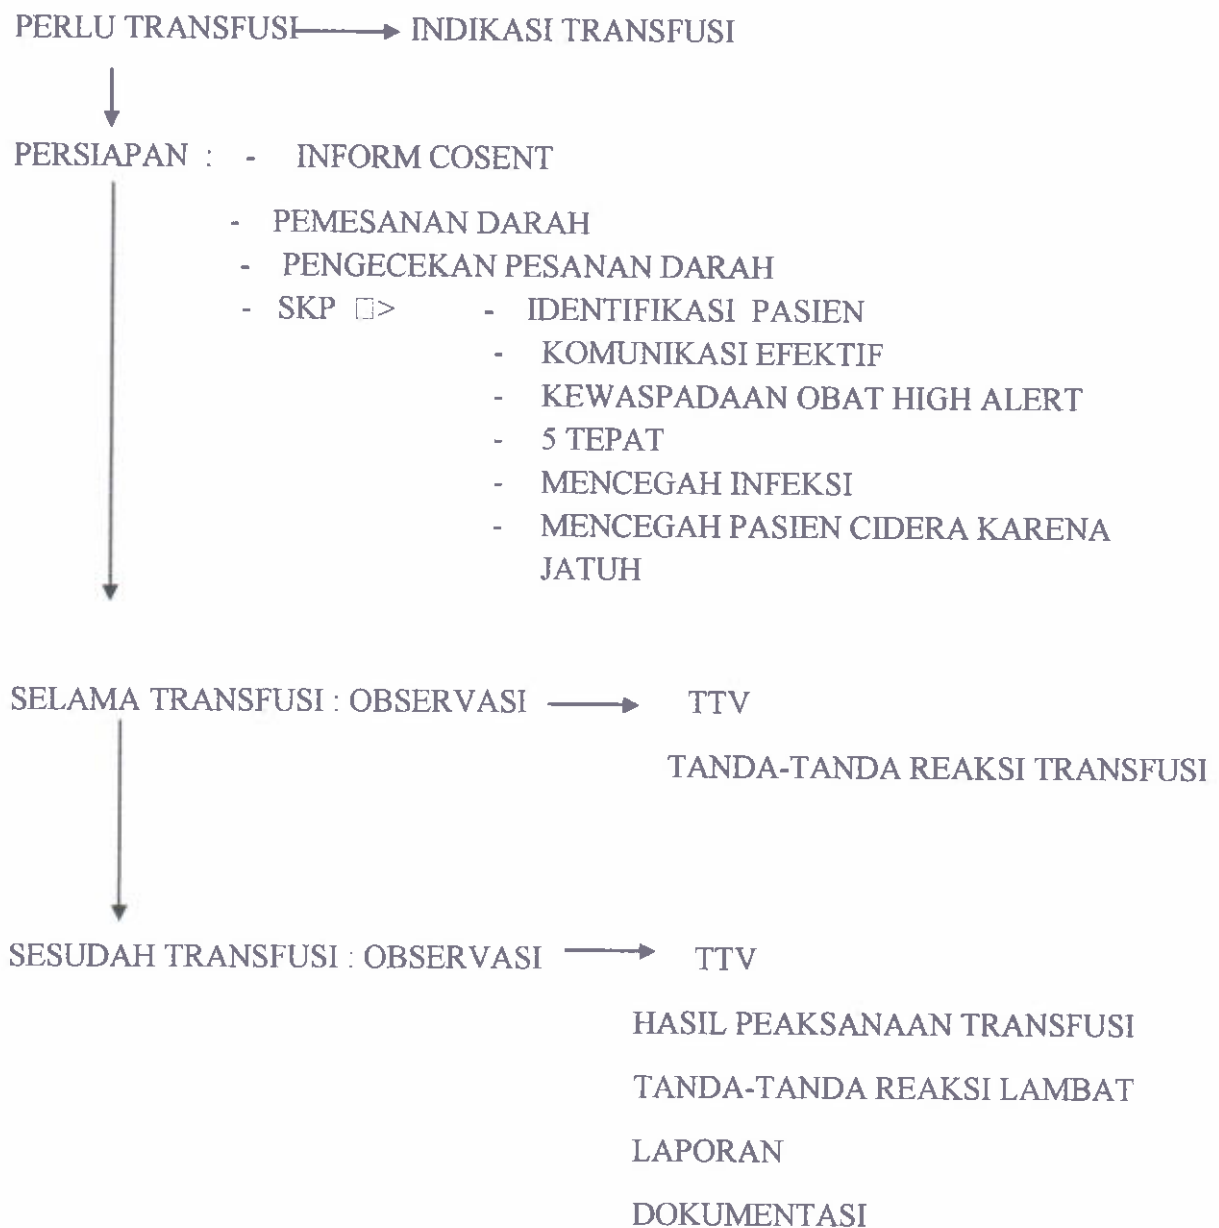 PERLU TRANSFUSI → INDIKASI TRANSFUSI
PERSIAPAN : - INFORM COSENT
- PEMESANAN DARAH
- PENGECEKAN PESANAN DARAH
- SKP □> - IDENTIFIKASI PASIEN
- KOMUNIKASI EFEKTIF
- KEWASPADAAN OBAT HIGH ALERT
- 5 TEPAT
- MENCEGAH INFEKSI
- MENCEGAH PASIEN CIDERA KARENA
JATUH
SELAMA TRANSFUSI : OBSERVASI → TTV
TANDA-TANDA REAKSI TRANSFUSI
SESUDAH TRANSFUSI : OBSERVASI → TTV
HASIL PEAKSANAAN TRANSFUSI
TANDA-TANDA REAKSI LAMBAT
LAPORAN
DOKUMENTASI